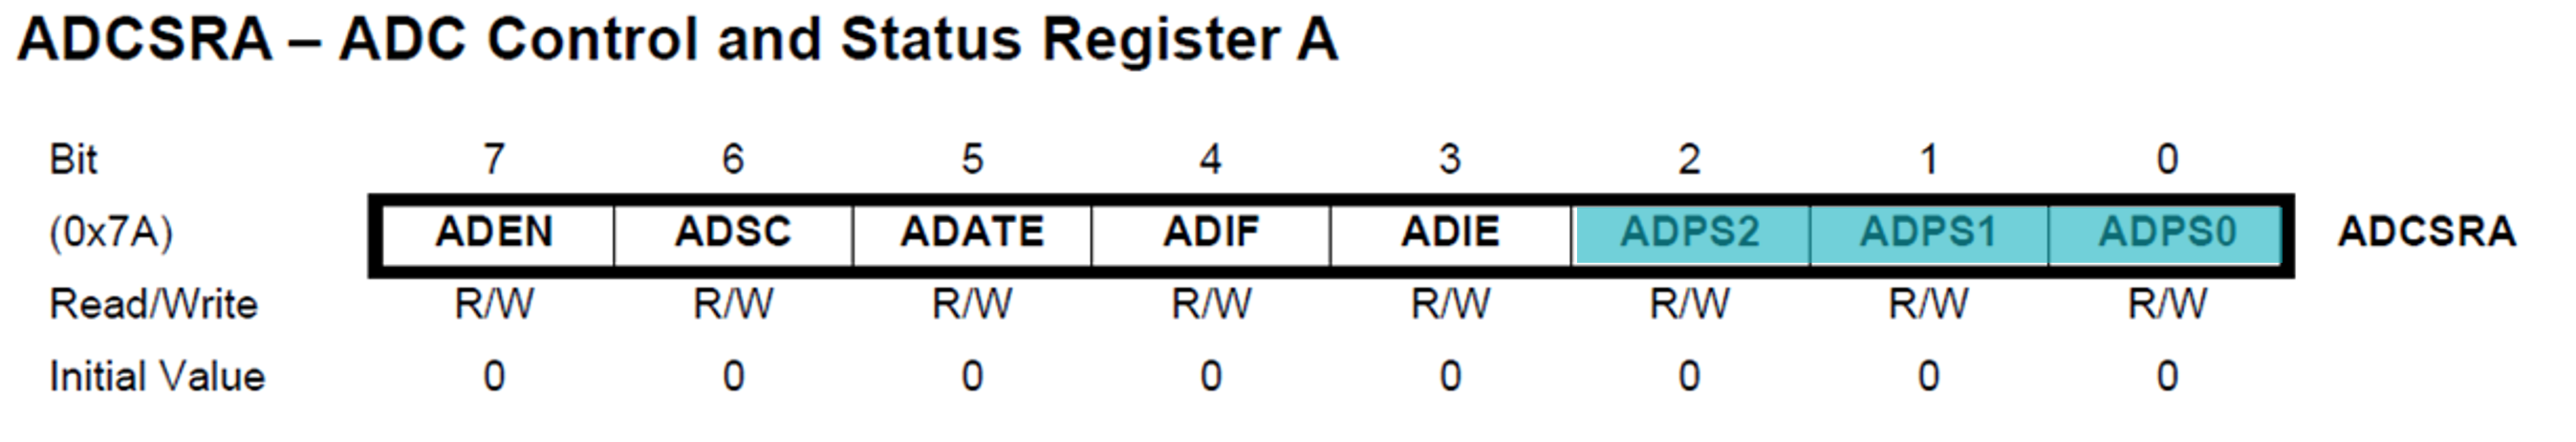 ADCSRA – ADC Control and Status Register A
Bit 7 6 5 4 3 2 1 0
(0x7A) ADEN ADSC ADATE ADIF ADIE ADPS2 ADPS1 ADPS0 ADCSRA
Read/Write R/W R/W R/W R/W R/W R/W R/W R/W
Initial Value 0 0 0 0 0 0 0 0